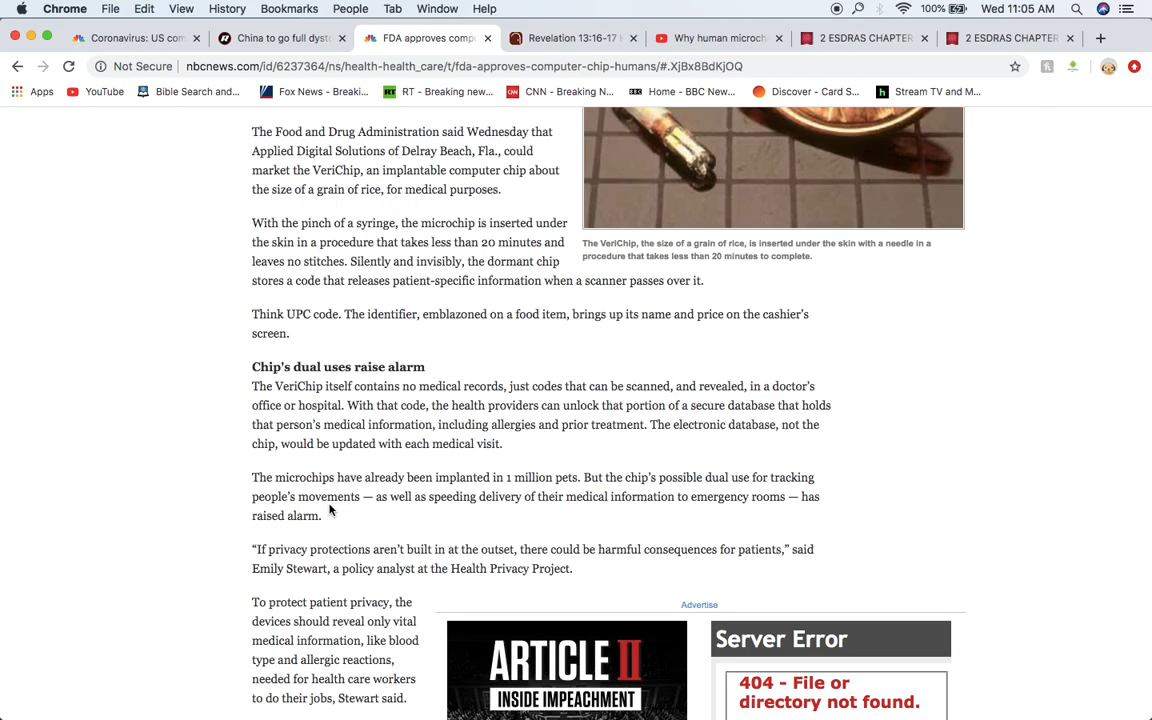 Chrome File Edit View History Bookmarks People Tab Window Help 100% Wed 11:05 AM
Coronavirus: US com China to go full dysto FDA approves compu Revelation 13:16-17 Why human microch 2 ESDRAS CHAPTER 2 ESDRAS CHAPTER
Not Secure nbcnews.com/id/6237364/ns/health-health_care/t/fda-approves-computer-chip-humans/#.XjBx8BdKjOQ
Apps YouTube Bible Search and... Fox News - Breaki... RT - Breaking new... CNN - Breaking N... Home - BBC New... Discover - Card S... Stream TV and M...
The Food and Drug Administration said Wednesday that
Applied Digital Solutions of Delray Beach, Fla., could
market the VeriChip, an implantable computer chip about
the size of a grain of rice, for medical purposes.
With the pinch of a syringe, the microchip is inserted under
the skin in a procedure that takes less than 20 minutes and
leaves no stitches. Silently and invisibly, the dormant chip
stores a code that releases patient-specific information when a scanner passes over it.
The VeriChip, the size of a grain of rice, is inserted under the skin with a needle in a
procedure that takes less than 20 minutes to complete.
Think UPC code. The identifier, emblazoned on a food item, brings up its name and price on the cashier's
screen.
Chip's dual uses raise alarm
The VeriChip itself contains no medical records, just codes that can be scanned, and revealed, in a doctor's
office or hospital. With that code, the health providers can unlock that portion of a secure database that holds
that person's medical information, including allergies and prior treatment. The electronic database, not the
chip, would be updated with each medical visit.
The microchips have already been implanted in 1 million pets. But the chip's possible dual use for tracking
people's movements — as well as speeding delivery of their medical information to emergency rooms — has
raised alarm.
“If privacy protections aren't built in at the outset, there could be harmful consequences for patients,” said
Emily Stewart, a policy analyst at the Health Privacy Project.
To protect patient privacy, the
devices should reveal only vital
medical information, like blood
type and allergic reactions,
needed for health care workers
to do their jobs, Stewart said.
Advertise
ARTICLE II
INSIDE IMPEACHMENT
Server Error
404 - File or
directory not found.